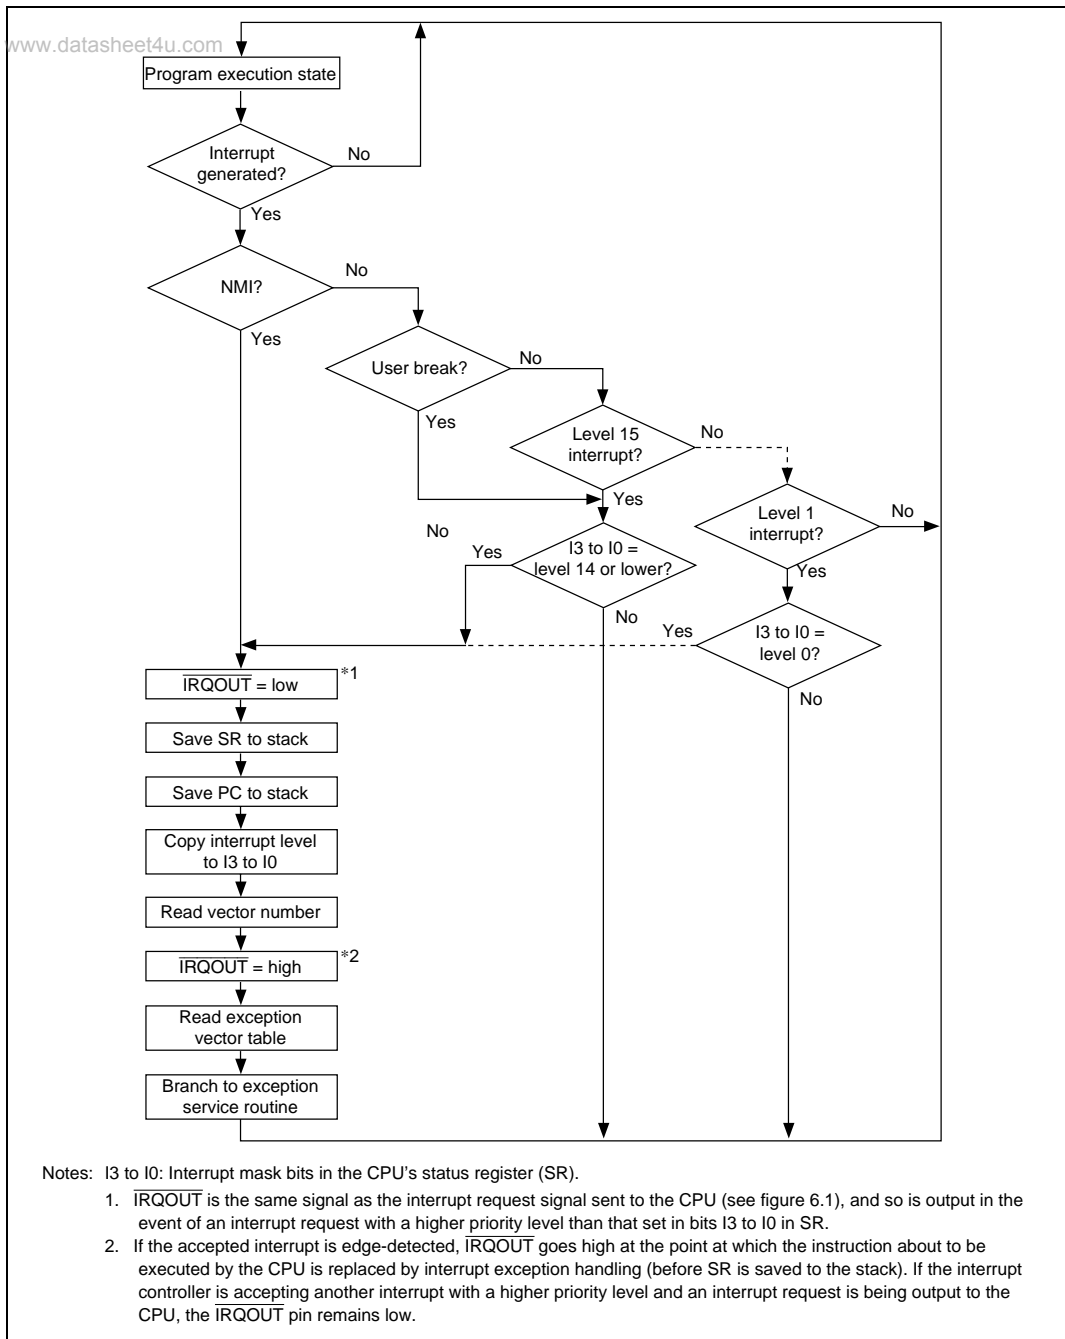 www.datasheet4u.com
Program execution state
Interrupt
generated?
No
Yes
NMI?
No
Yes
User break?
No
Yes
Level 15
interrupt?
No
Yes
Level 1
interrupt?
No
Yes
No
Yes
I3 to I0 =
level 14 or lower?
No
Yes
I3 to I0 =
level 0?
No
IRQOUT = low
*1
Save SR to stack
Save PC to stack
Copy interrupt level
to I3 to I0
Read vector number
IRQOUT = high
*2
Read exception
vector table
Branch to exception
service routine
Notes: I3 to I0: Interrupt mask bits in the CPU's status register (SR).
1. IRQOUT is the same signal as the interrupt request signal sent to the CPU (see figure 6.1), and so is output in the
event of an interrupt request with a higher priority level than that set in bits I3 to I0 in SR.
2. If the accepted interrupt is edge-detected, IRQOUT goes high at the point at which the instruction about to be
executed by the CPU is replaced by interrupt exception handling (before SR is saved to the stack). If the interrupt
controller is accepting another interrupt with a higher priority level and an interrupt request is being output to the
CPU, the IRQOUT pin remains low.